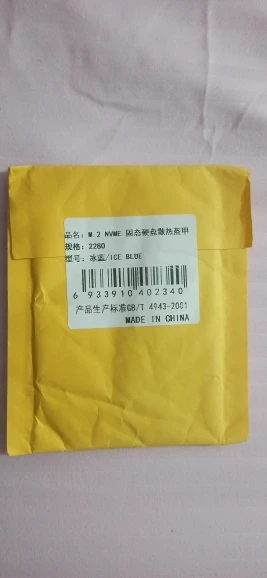 品名: M.2 NVME 固态硬盘散热盔甲
规格: 2280
型号: 冰蓝/ICE BLUE
6 933910 402340
产品生产标准GB/T 4943-2001
MADE IN CHINA